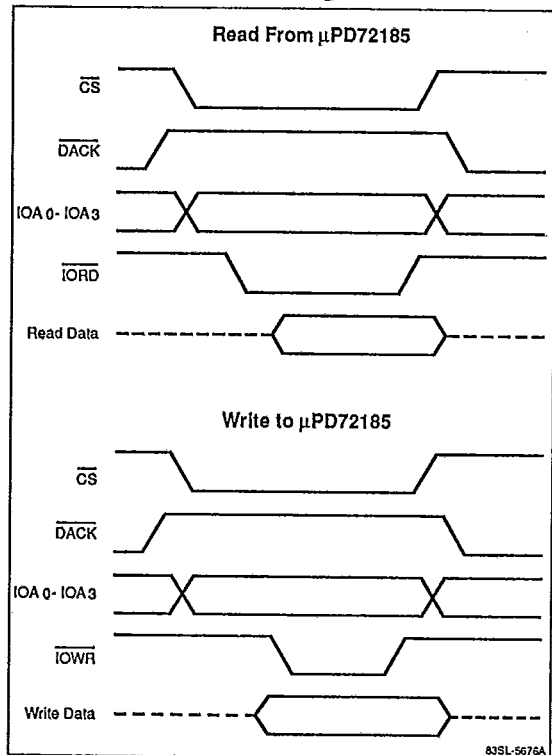 Read From µPD72185
CS
DACK
IOA 0- IOA 3
IORD
Read Data
Write to µPD72185
CS
DACK
IOA 0- IOA 3
IOWR
Write Data
83SL-5676A